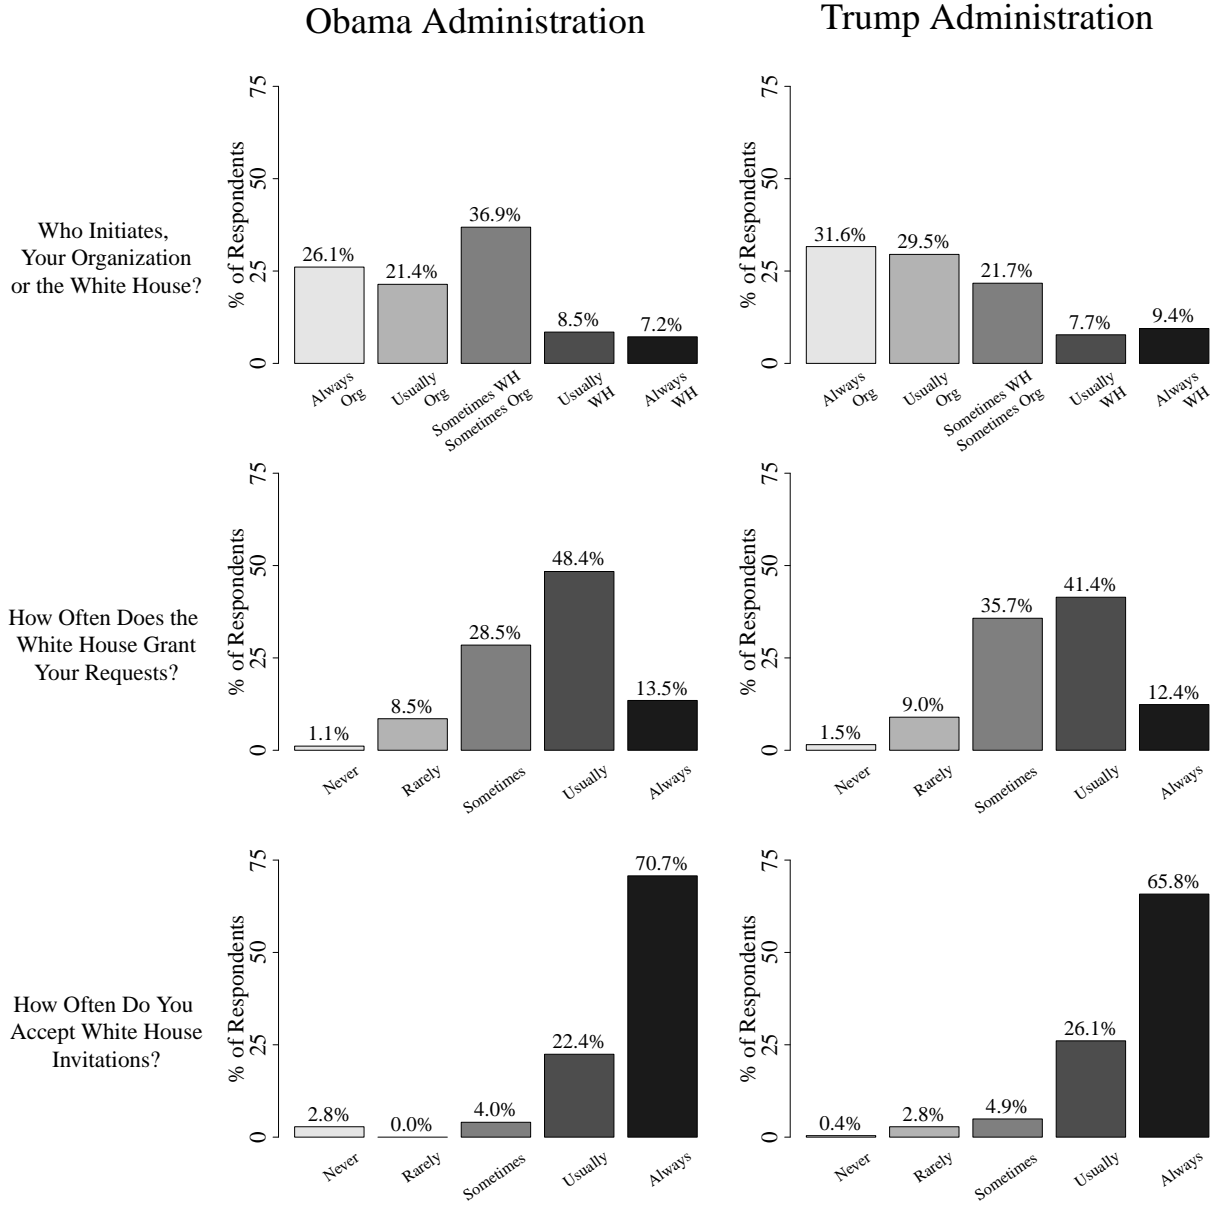 Obama Administration
Trump Administration
Who Initiates,
Your Organization
or the White House?
% of Respondents
0
25
50
75
26.1%
21.4%
36.9%
8.5%
7.2%
Always
Org
Usually
Org
Sometimes WH
Sometimes Org
Usually
WH
Always
WH
% of Respondents
0
25
50
75
31.6%
29.5%
21.7%
7.7%
9.4%
Always
Org
Usually
Org
Sometimes WH
Sometimes Org
Usually
WH
Always
WH
How Often Does the
White House Grant
Your Requests?
% of Respondents
0
25
50
75
1.1%
8.5%
28.5%
48.4%
13.5%
Never
Rarely
Sometimes
Usually
Always
% of Respondents
0
25
50
75
1.5%
9.0%
35.7%
41.4%
12.4%
Never
Rarely
Sometimes
Usually
Always
How Often Do You
Accept White House
Invitations?
% of Respondents
0
25
50
75
2.8%
0.0%
4.0%
22.4%
70.7%
Never
Rarely
Sometimes
Usually
Always
% of Respondents
0
25
50
75
0.4%
2.8%
4.9%
26.1%
65.8%
Never
Rarely
Sometimes
Usually
Always